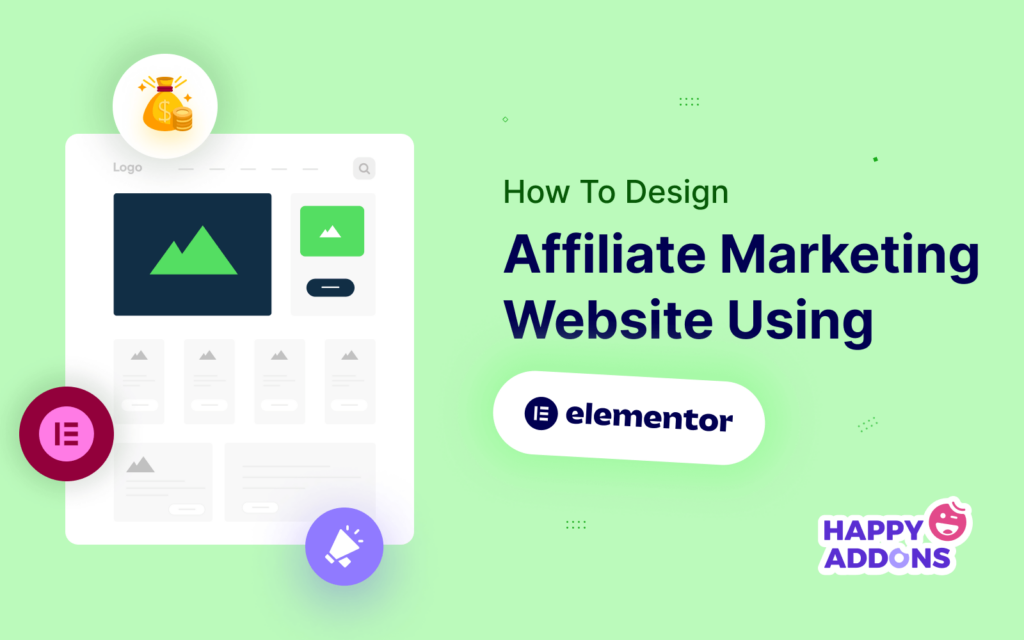 Logo
How To Design
Affiliate Marketing
Website Using
elementor
HAPPY
ADDONS